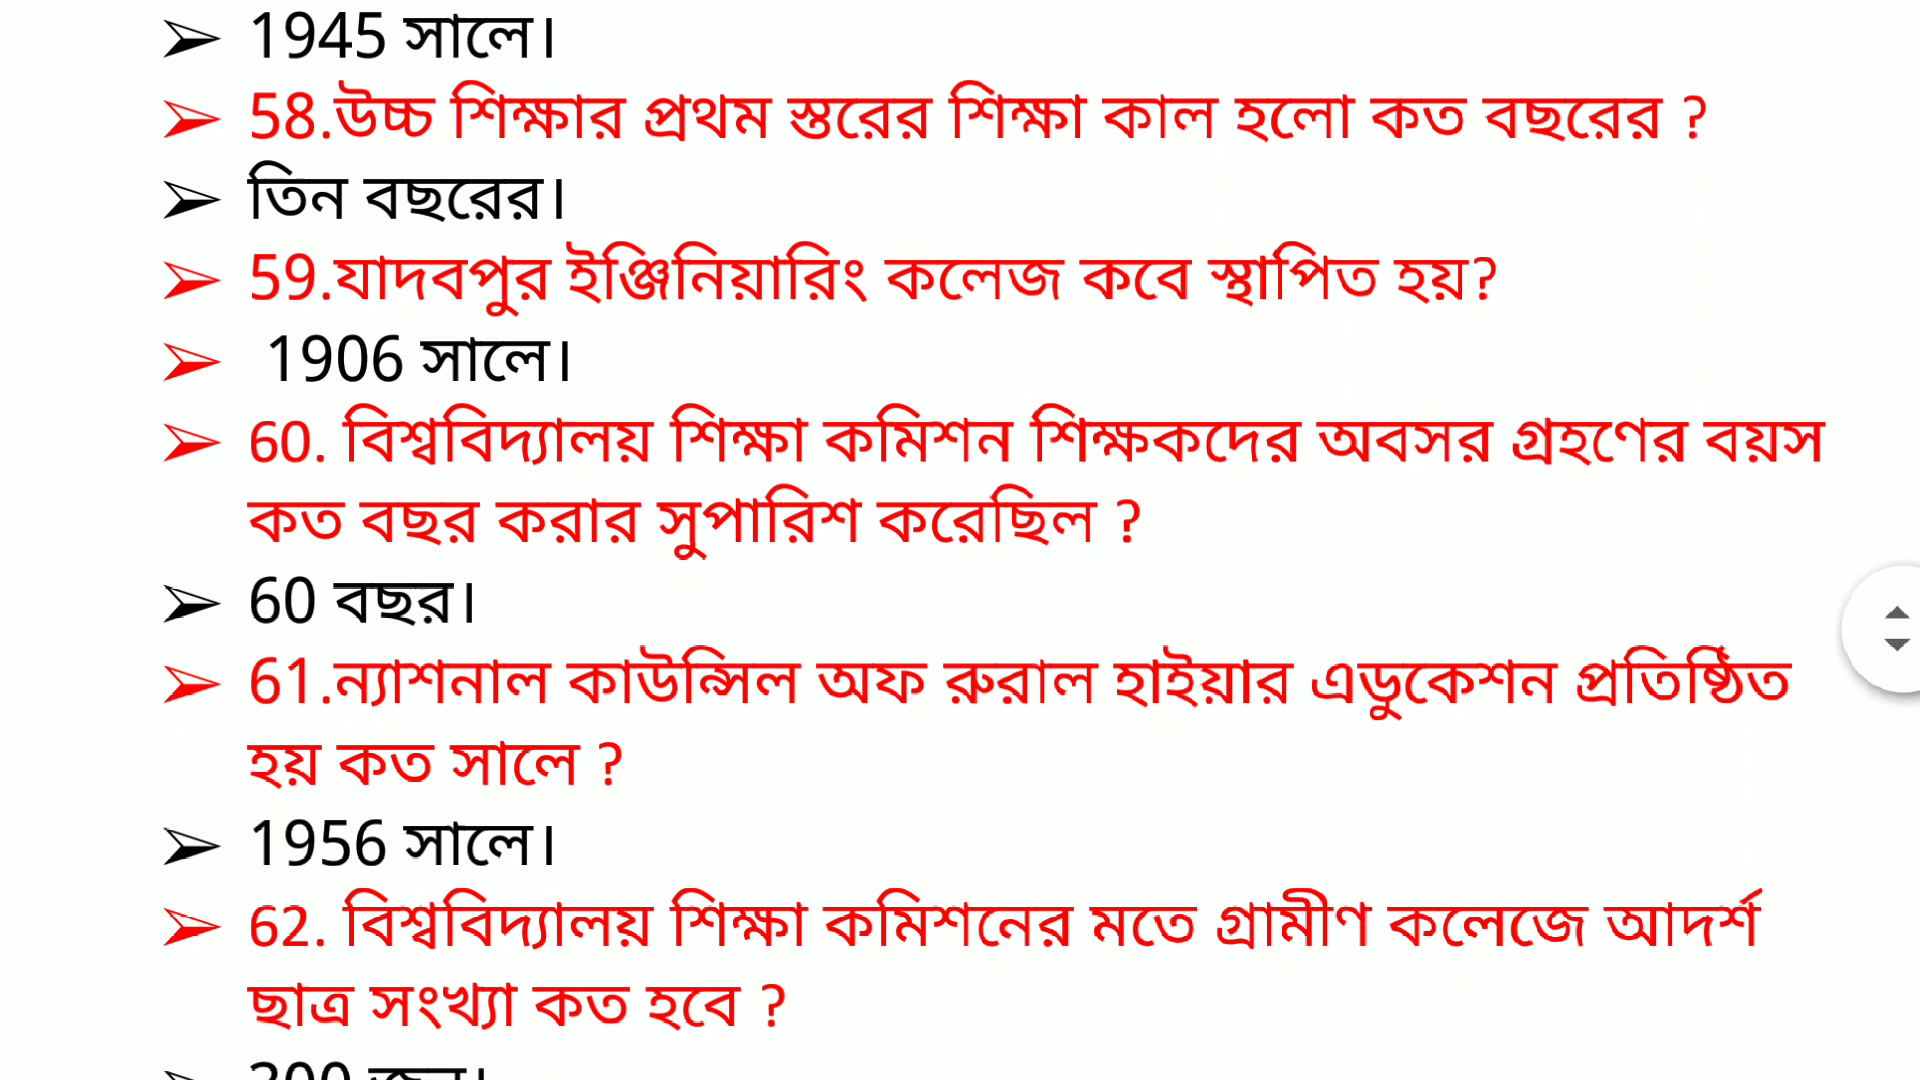 ➢ 1945 সালে।
➢ 58.উচ্চ শিক্ষার প্রথম স্তরের শিক্ষা কাল হলো কত বছরের ?
➢ তিন বছরের।
➢ 59.যাদবপুর ইঞ্জিনিয়ারিং কলেজ কবে স্থাপিত হয়?
➢ 1906 সালে।
➢ 60. বিশ্ববিদ্যালয় শিক্ষা কমিশন শিক্ষকদের অবসর গ্রহণের বয়স
কত বছর করার সুপারিশ করেছিল ?
➢ 60 বছর।
➢ 61.ন্যাশনাল কাউন্সিল অফ রুরাল হাইয়ার এডুকেশন প্রতিষ্ঠিত
হয় কত সালে ?
➢ 1956 সালে।
➢ 62. বিশ্ববিদ্যালয় শিক্ষা কমিশনের মতে গ্রামীণ কলেজে আদর্শ
ছাত্র সংখ্যা কত হবে ?